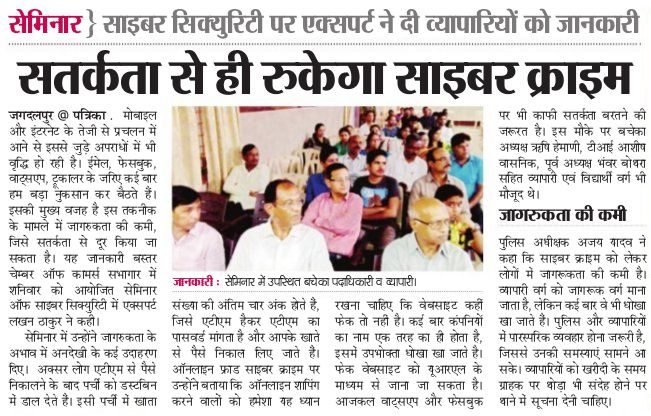 सेमिनार } साइबर सिक्युरिटी पर एक्सपर्ट ने दी व्यापारियों को जानकारी
सतर्कता से ही रुकेगा साइबर क्राइम
जगदलपुर @ पत्रिका . मोबाइल
और इंटरनेट के तेजी से प्रचलन में
आने से इससे जुड़े अपराधों में भी
वृद्धि हो रही है। ईमेल, फेसबुक,
वाट्सएप, ट्रूकालर के जरिए कई बार
हम बड़ा नुकसान कर बैठते हैं।
इसकी मुख्य वजह है इस तकनीक
के मामले में जागरुकता की कमी,
जिसे सतर्कता से दूर किया जा
सकता है। यह जानकारी बस्तर
चेम्बर ऑफ कामर्स सभागार में
शनिवार को आयोजित सेमिनार
ऑफ साइबर सिक्युरिटी में एक्सपर्ट
लखन ठाकुर ने कही।
सेमिनार में उन्होंने जागरुकता के
अभाव में अनदेखी के कई उदाहरण
दिए। अक्सर लोग एटीएम से पैसे
निकालने के बाद पर्ची को डस्टबिन
में डाल देते हैं। इसी पर्ची में खाता
जानकारी : सेमिनार में उपस्थित बचेका पदाधिकारी व व्यापारी।
संख्या की अंतिम चार अंक होते है,
जिसे एटीएम हैकर एटीएम का
पासवर्ड मांगता है और आपके खाते
से पैसे निकाल लिए जाते हैं।
ऑनलाइन फ्राड साइबर क्राइम पर
उन्होंने बताया कि ऑनलाइन शापिंग
करने वालों को हमेशा यह ध्यान
रखना चाहिए कि वेबसाइट कहीं
फेक तो नहीं है। कई बार कंपनियों
का नाम एक तरह का ही होता है,
इसमें उपभोक्ता धोखा खा जाते है।
फेक वेबसाइट को यूआरएल के
माध्यम से जाना जा सकता है।
आजकल वाट्सएप और फेसबुक
पर भी काफी सतर्कता बरतने की
जरुरत है। इस मौके पर बचेका
अध्यक्ष ऋषि हेमाणी, टीआई आशीष
वासनिक, पूर्व अध्यक्ष भंवर बोथरा
सहित व्यापारी एवं विद्यार्थी वर्ग भी
मौजूद थे।
जागरुकता की कमी
पुलिस अधीक्षक अजय यादव ने
कहा कि साइबर क्राइम को लेकर
लोगों में जागरूकता की कमी है।
व्यापारी वर्ग को जागरूक वर्ग माना
जाता है, लेकिन कई बार वे भी धोखा
खा जाते है। पुलिस और व्यापारियों
में पारस्परिक व्यवहार होना जरूरी है,
जिससे उनकी समस्याएं सामने आ
सके। व्यापारियों को खरीदी के समय
ग्राहक पर थोड़ा भी संदेह होने पर
थाने में सूचना देनी चाहिए।